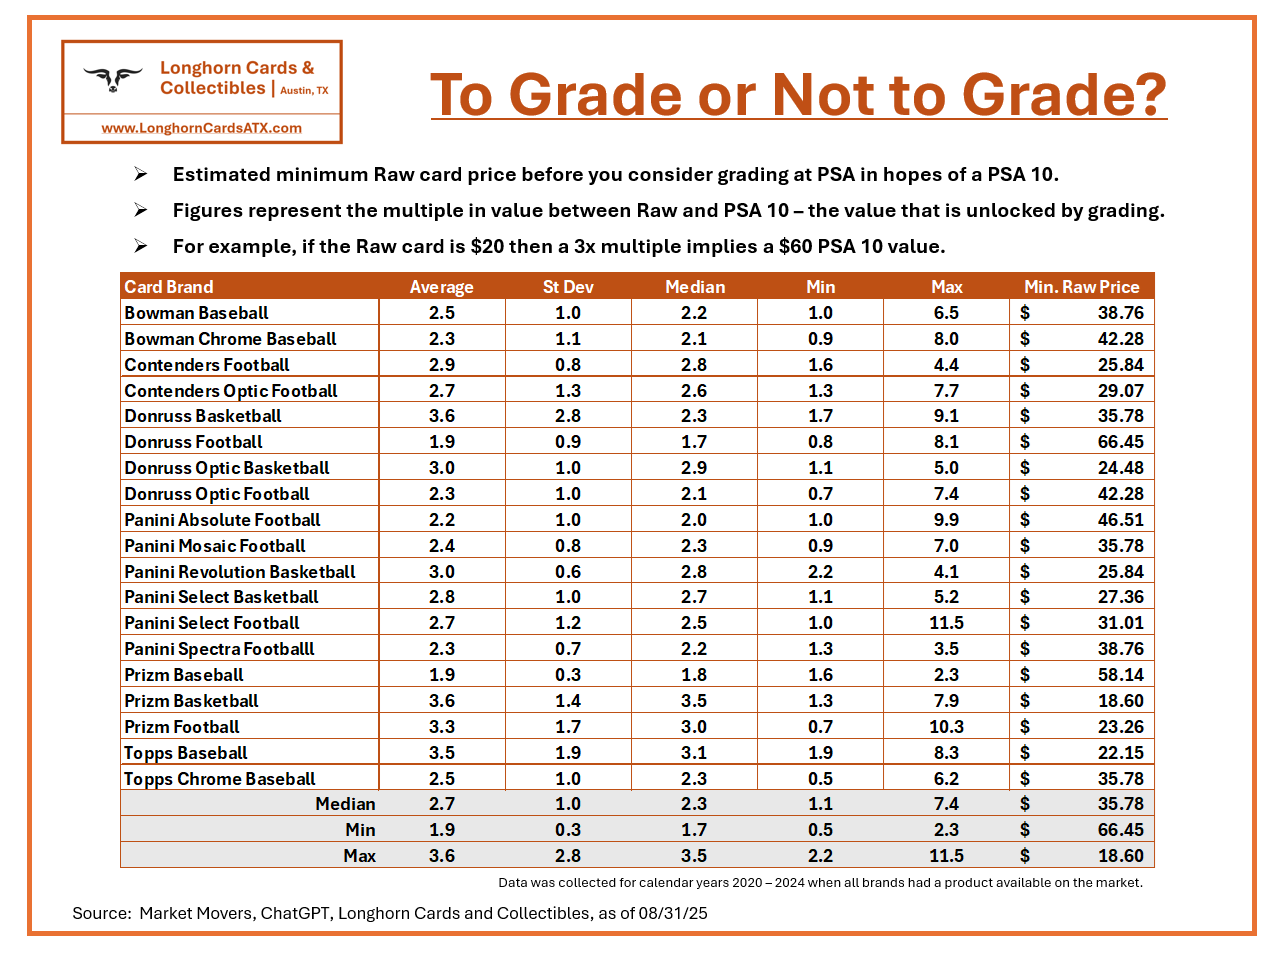 Longhorn Cards &
Collectibles | Austin, TX
www.LonghornCardsATX.com
To Grade or Not to Grade?
➢ Estimated minimum Raw card price before you consider grading at PSA in hopes of a PSA 10.
➢ Figures represent the multiple in value between Raw and PSA 10 – the value that is unlocked by grading.
➢ For example, if the Raw card is $20 then a 3x multiple implies a $60 PSA 10 value.
Card Brand Average St Dev Median Min Max Min. Raw Price
Bowman Baseball 2.5 1.0 2.2 1.0 6.5 $ 38.76
Bowman Chrome Baseball 2.3 1.1 2.1 0.9 8.0 $ 42.28
Contenders Football 2.9 0.8 2.8 1.6 4.4 $ 25.84
Contenders Optic Football 2.7 1.3 2.6 1.3 7.7 $ 29.07
Donruss Basketball 3.6 2.8 2.3 1.7 9.1 $ 35.78
Donruss Football 1.9 0.9 1.7 0.8 8.1 $ 66.45
Donruss Optic Basketball 3.0 1.0 2.9 1.1 5.0 $ 24.48
Donruss Optic Football 2.3 1.0 2.1 0.7 7.4 $ 42.28
Panini Absolute Football 2.2 1.0 2.0 1.0 9.9 $ 46.51
Panini Mosaic Football 2.4 0.8 2.3 0.9 7.0 $ 35.78
Panini Revolution Basketball 3.0 0.6 2.8 2.2 4.1 $ 25.84
Panini Select Basketball 2.8 1.0 2.7 1.1 5.2 $ 27.36
Panini Select Football 2.7 1.2 2.5 1.0 11.5 $ 31.01
Panini Spectra Footballl 2.3 0.7 2.2 1.3 3.5 $ 38.76
Prizm Baseball 1.9 0.3 1.8 1.6 2.3 $ 58.14
Prizm Basketball 3.6 1.4 3.5 1.3 7.9 $ 18.60
Prizm Football 3.3 1.7 3.0 0.7 10.3 $ 23.26
Topps Baseball 3.5 1.9 3.1 1.9 8.3 $ 22.15
Topps Chrome Baseball 2.5 1.0 2.3 0.5 6.2 $ 35.78
Median 2.7 1.0 2.3 1.1 7.4 $ 35.78
Min 1.9 0.3 1.7 0.5 2.3 $ 66.45
Max 3.6 2.8 3.5 2.2 11.5 $ 18.60
Data was collected for calendar years 2020 – 2024 when all brands had a product available on the market.
Source: Market Movers, ChatGPT, Longhorn Cards and Collectibles, as of 08/31/25